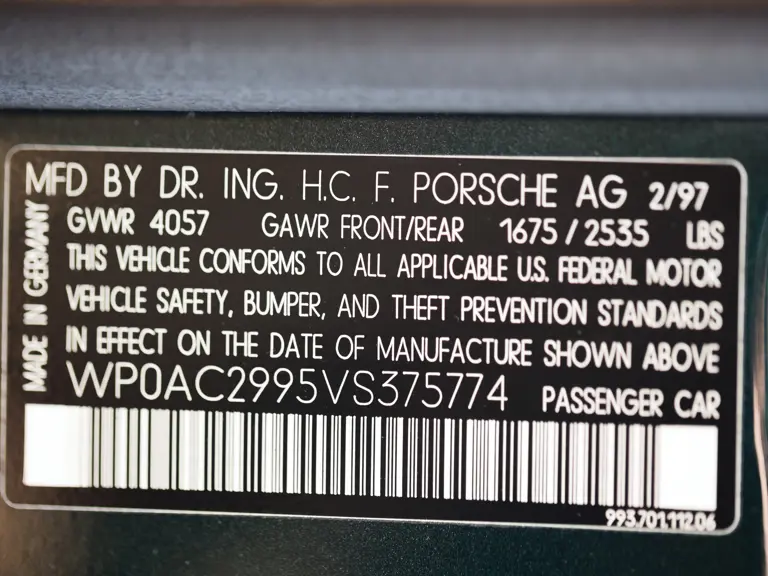 MFD BY DR. ING. H.C. F. PORSCHE AG 2/97
GVWR 4057 GAWR FRONT/REAR 1675/2535 LBS
THIS VEHICLE CONFORMS TO ALL APPLICABLE U.S. FEDERAL MOTOR
VEHICLE SAFETY, BUMPER, AND THEFT PREVENTION STANDARDS
IN EFFECT ON THE DATE OF MANUFACTURE SHOWN ABOVE
WP0AC2995VS375774 PASSENGER CAR
MADE IN GERMANY
993.701.112.06